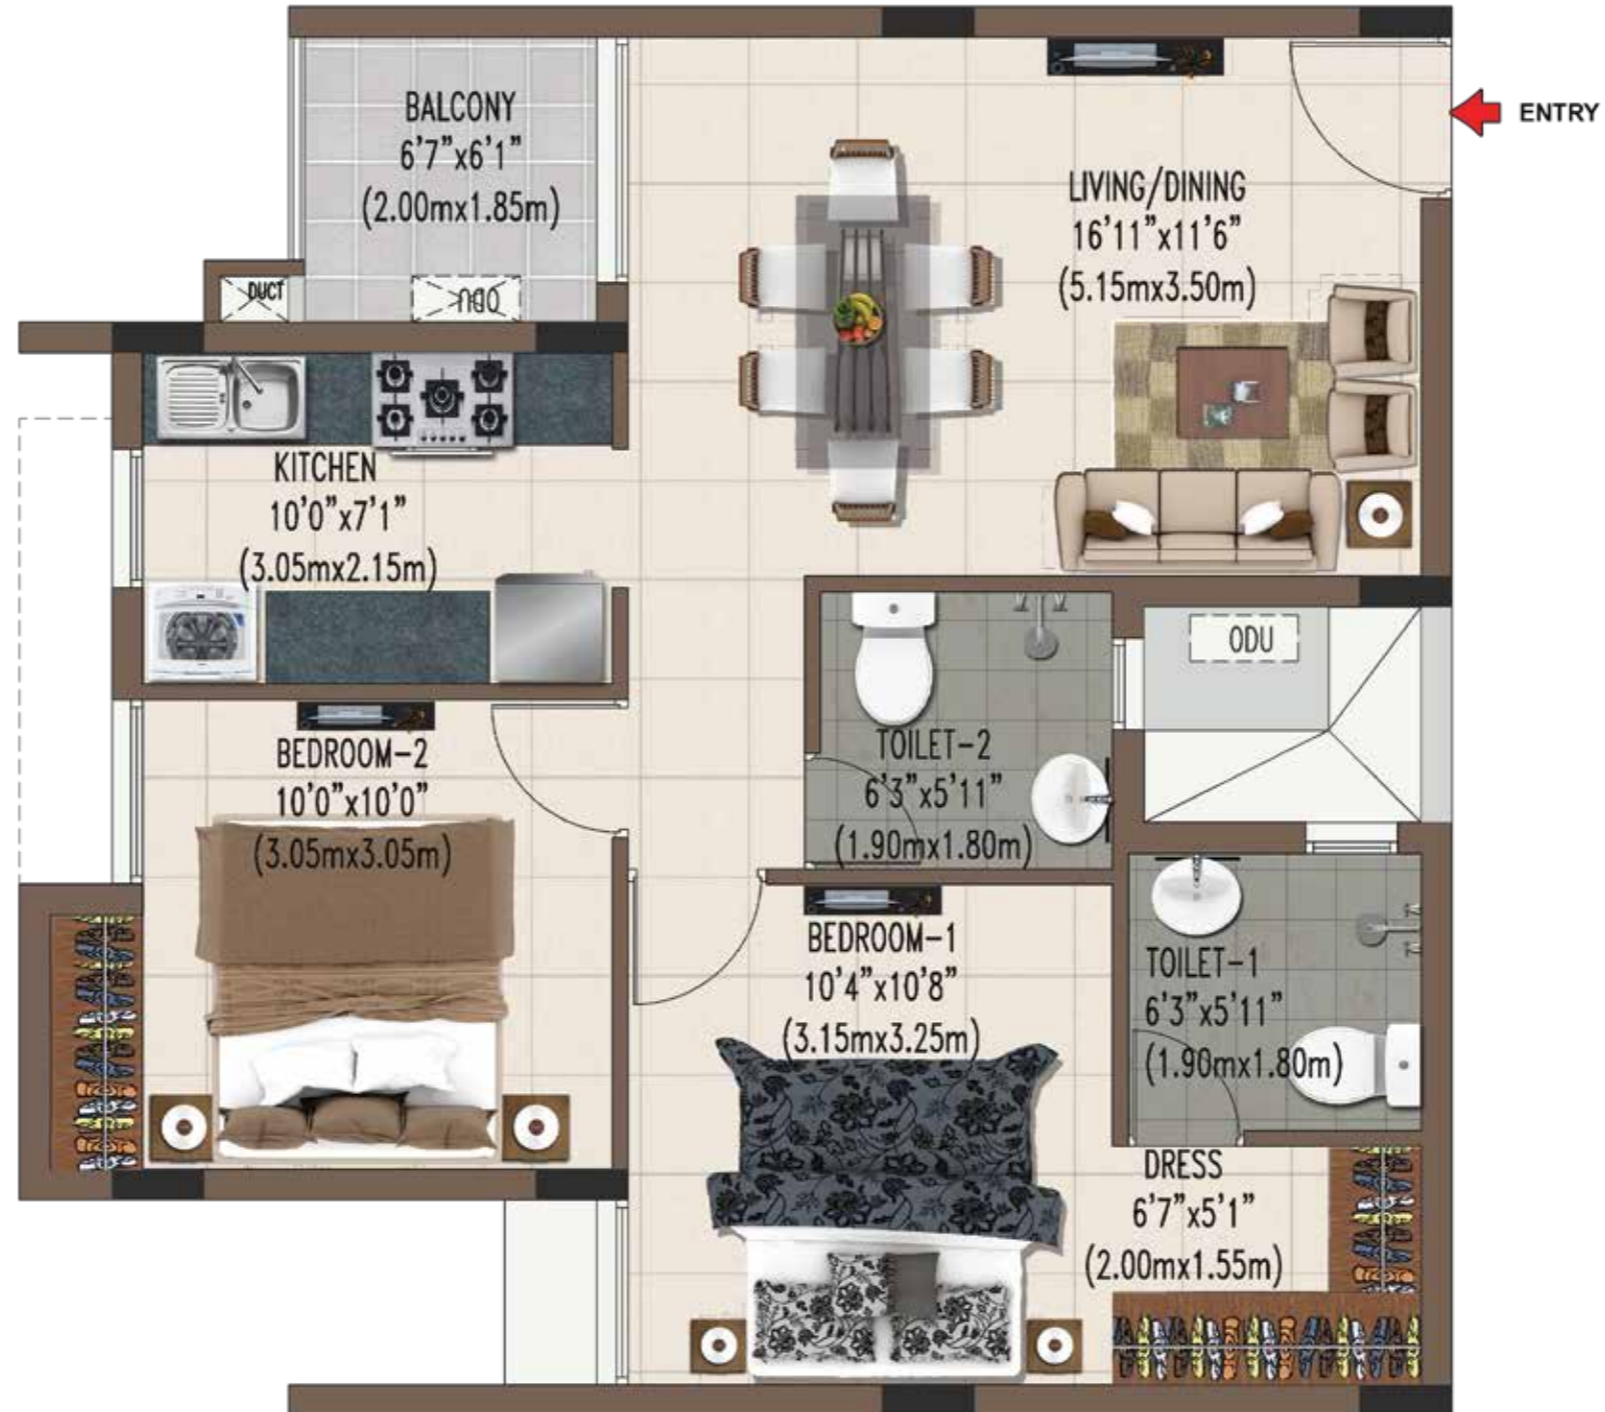 BALCONY
6'7"x6'1"
(2.00mx1.85m)
ENTRY
LIVING/DINING
16'11"x11'6"
(5.15mx3.50m)
DUCT
ODU
KITCHEN
10'0"x7'1"
(3.05mx2.15m)
ODU
BEDROOM-2
10'0"x10'0"
(3.05mx3.05m)
TOILET-2
6'3"x5'11"
(1.90mx1.80m)
BEDROOM-1
10'4"x10'8"
(3.15mx3.25m)
TOILET-1
6'3"x5'11"
(1.90mx1.80m)
DRESS
6'7"x5'1"
(2.00mx1.55m)